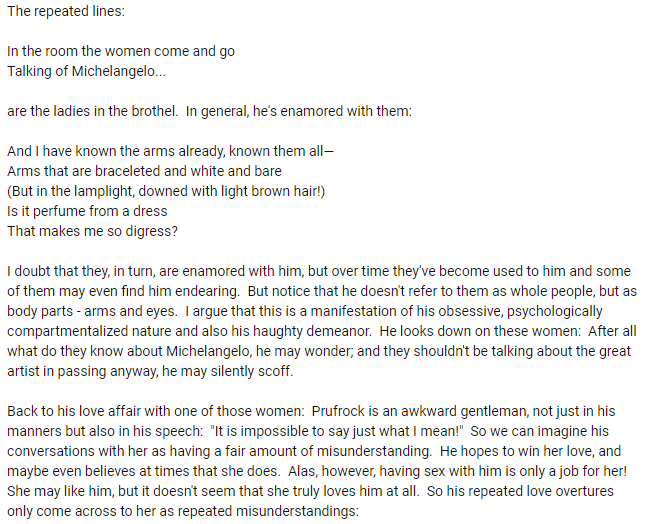 The repeated lines:
In the room the women come and go
Talking of Michelangelo...
are the ladies in the brothel.  In general, he's enamored with them:
And I have known the arms already, known them all—
Arms that are braceleted and white and bare
(But in the lamplight, downed with light brown hair!)
Is it perfume from a dress
That makes me so digress?
I doubt that they, in turn, are enamored with him, but over time they've become used to him and some
of them may even find him endearing.  But notice that he doesn't refer to them as whole people, but as
body parts - arms and eyes.  I argue that this is a manifestation of his obsessive, psychologically
compartmentalized nature and also his haughty demeanor.  He looks down on these women:  After all
what do they know about Michelangelo, he may wonder; and they shouldn't be talking about the great
artist in passing anyway, he may silently scoff.
Back to his love affair with one of those women:  Prufrock is an awkward gentleman, not just in his
manners but also in his speech:  "It is impossible to say just what I mean!"  So we can imagine his
conversations with her as having a fair amount of misunderstanding.  He hopes to win her love, and
maybe even believes at times that she does.  Alas, however, having sex with him is only a job for her!
She may like him, but it doesn't seem that she truly loves him at all.  So his repeated love overtures
only come across to her as repeated misunderstandings: